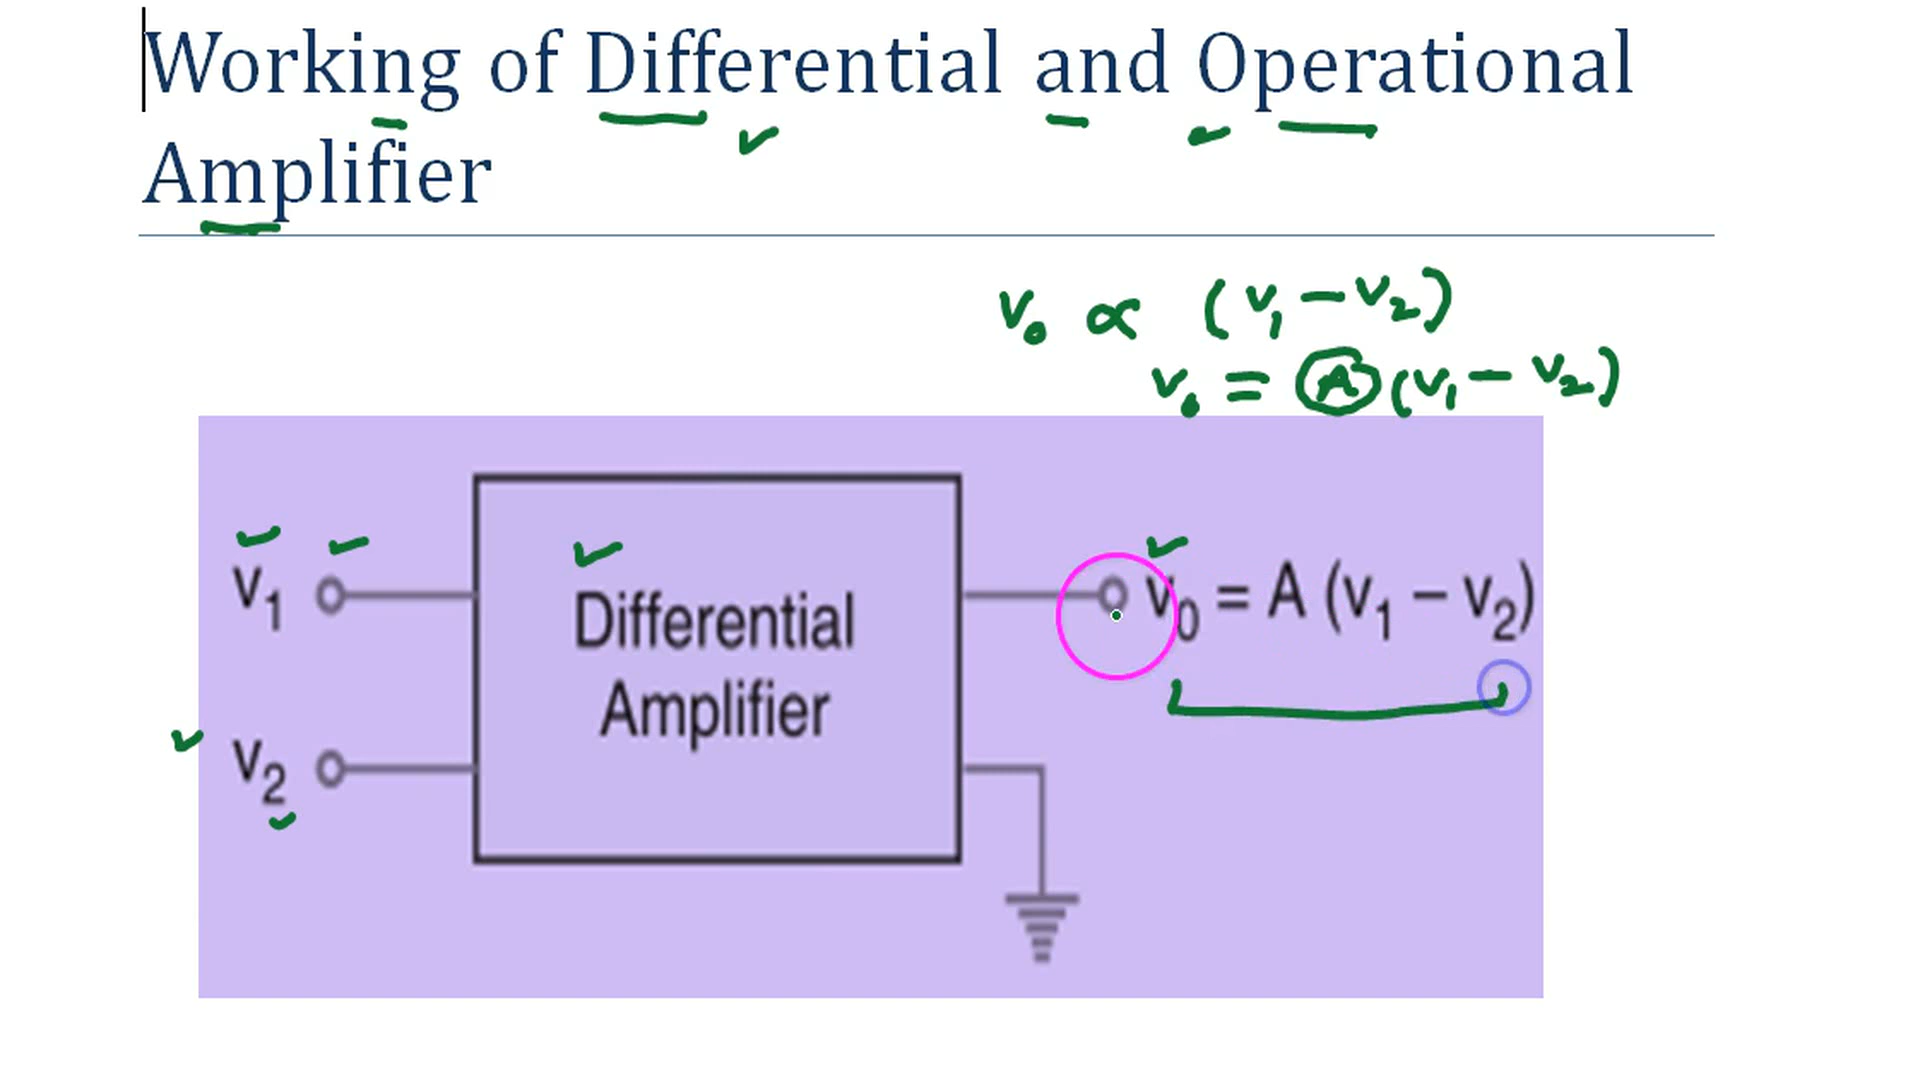 Working of Differential and Operational
Amplifier
v₀ ∝ (v₁ − v₂)
v₀ = A (v₁ − v₂)
v₁
Differential
Amplifier
v₀ = A (v₁ − v₂)
v₂